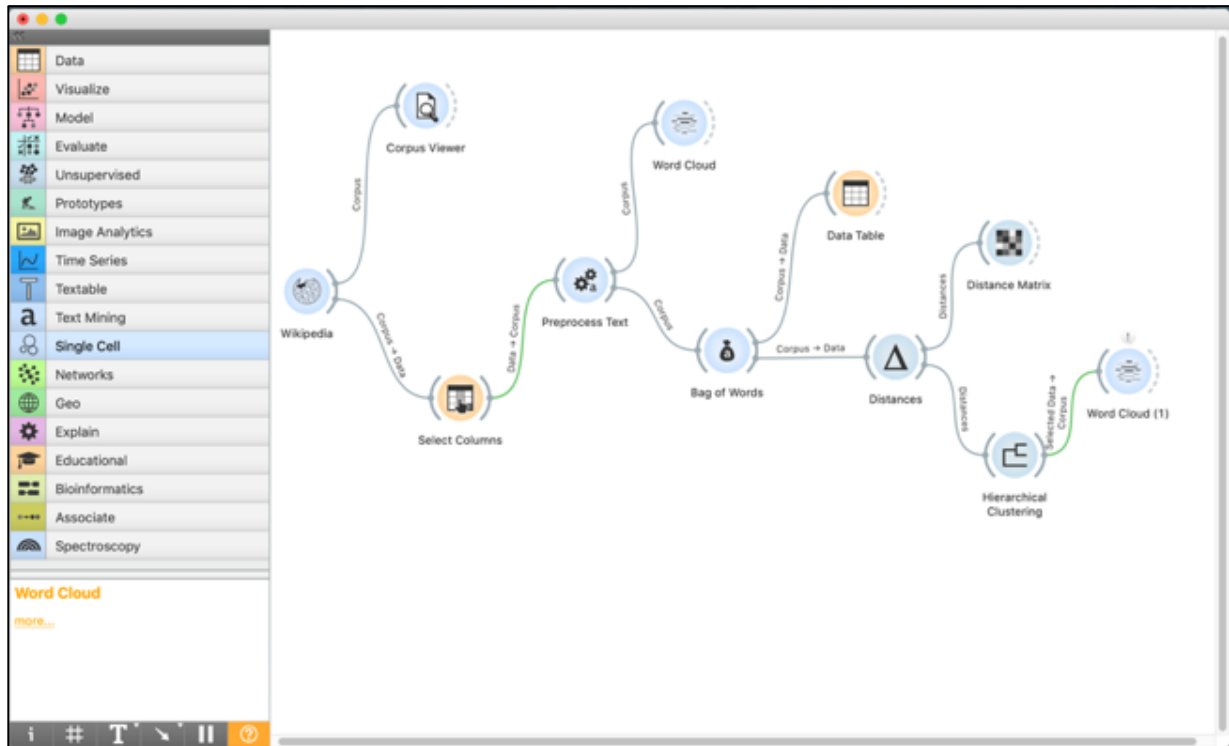 Data
Visualize
Model
Evaluate
Unsupervised
Prototypes
Image Analytics
Time Series
Textable
Text Mining
Single Cell
Networks
Geo
Explain
Educational
Bioinformatics
Associate
Spectroscopy
Word Cloud
more...
Wikipedia
Corpus
Corpus Viewer
Corpus → Data
Select Columns
Data → Corpus
Preprocess Text
Corpus
Word Cloud
Corpus
Bag of Words
Corpus → Data
Data Table
Corpus → Data
Distances
Distances
Distance Matrix
Distances
Hierarchical
Clustering
Selected Data →
Corpus
Word Cloud (1)